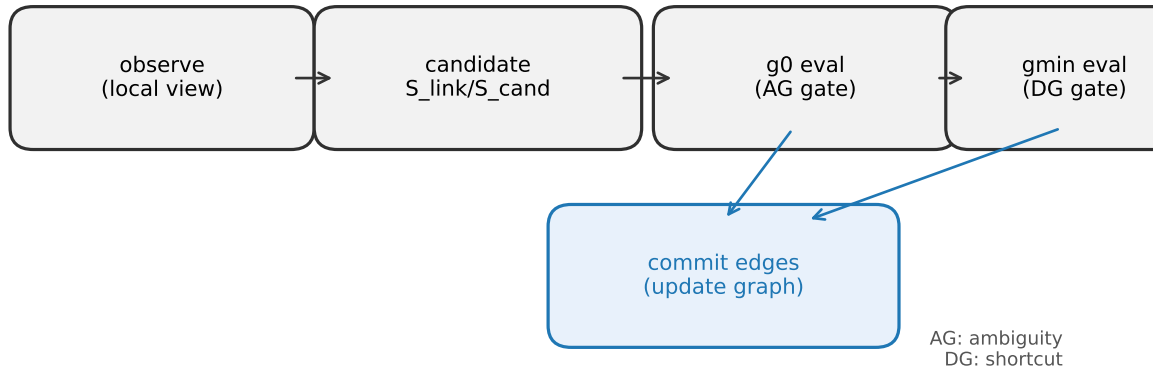 observe
(local view)
candidate
S_link/S_cand
g0 eval
(AG gate)
gmin eval
(DG gate)
commit edges
(update graph)
AG: ambiguity
DG: shortcut